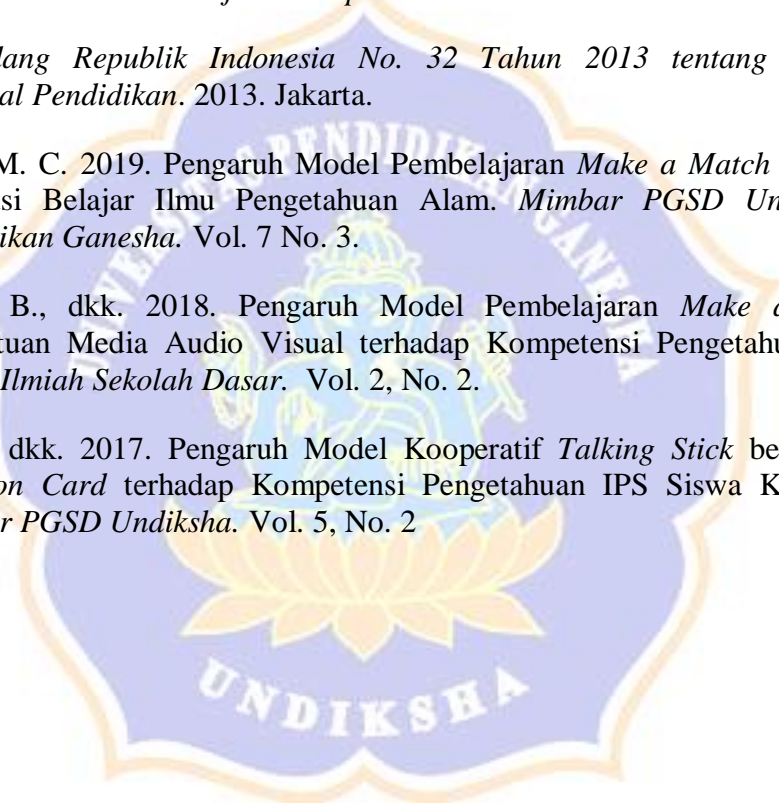 dang Republik Indonesia No. 32 Tahun 2013 tentang
al Pendidikan. 2013. Jakarta.
M. C. 2019. Pengaruh Model Pembelajaran Make a Match
si Belajar Ilmu Pengetahuan Alam. Mimbar PGSD Un
ikan Ganesha. Vol. 7 No. 3.
B., dkk. 2018. Pengaruh Model Pembelajaran Make a
tuan Media Audio Visual terhadap Kompetensi Pengetahu
Ilmiah Sekolah Dasar. Vol. 2, No. 2.
dkk. 2017. Pengaruh Model Kooperatif Talking Stick be
on Card terhadap Kompetensi Pengetahuan IPS Siswa K
r PGSD Undiksha. Vol. 5, No. 2
UNIVERSITAS PENDIDIKAN GANESHA
UNDIKSHA